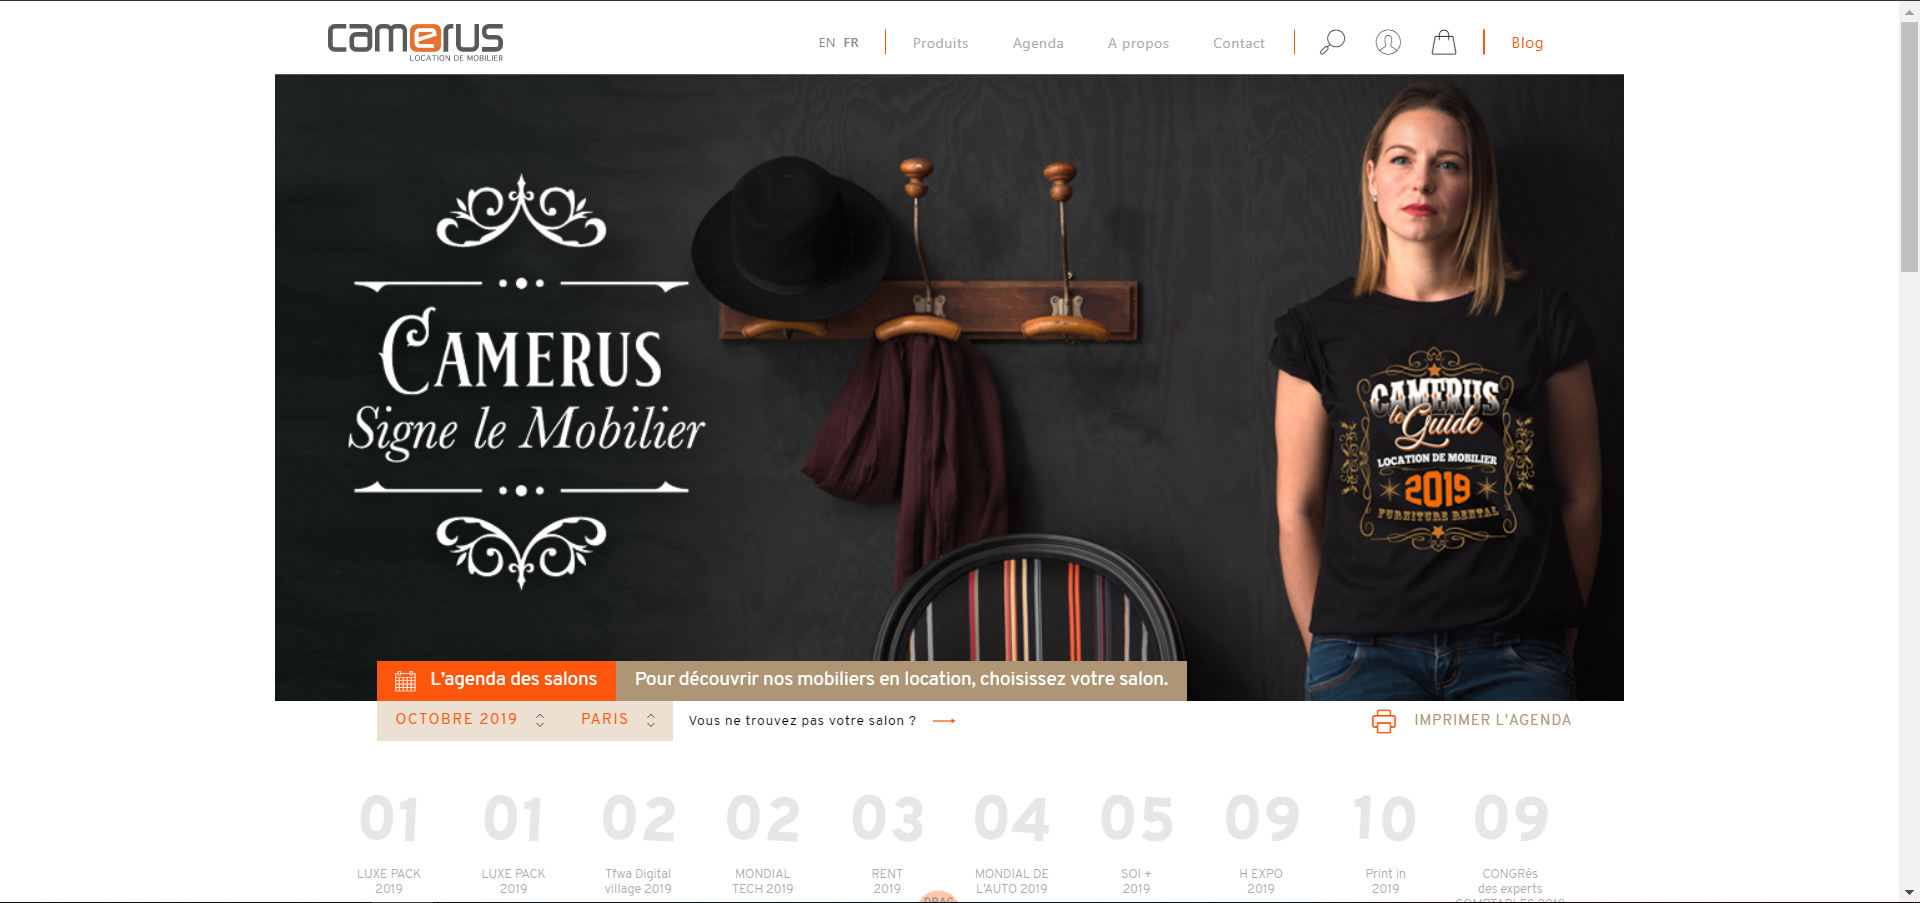 camerus
LOCATION DE MOBILIER
EN FR
Produits
Agenda
A propos
Contact
Blog
CAMERUS
Signe le Mobilier
CAMERUS
le Guide
LOCATION DE MOBILIER
2019
FURNITURE RENTAL
L'agenda des salons
Pour découvrir nos mobiliers en location, choisissez votre salon.
OCTOBRE 2019
PARIS
Vous ne trouvez pas votre salon ?
IMPRIMER L'AGENDA
01
LUXE PACK
2019
01
LUXE PACK
2019
02
Tfwa Digital
village 2019
02
MONDIAL
TECH 2019
03
RENT
2019
04
MONDIAL DE
L'AUTO 2019
05
SOI +
2019
09
H EXPO
2019
10
Print in
2019
09
CONGRès
des experts
COMPTABLES 2019
DRAG